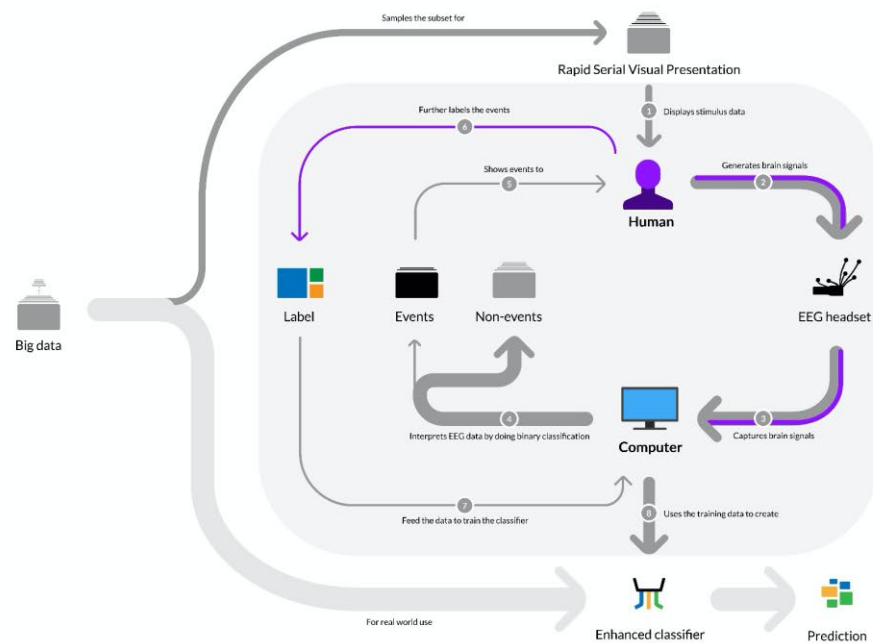 Samples the subset for
Rapid Serial Visual Presentation
1
Displays stimulus data
Further labels the events
6
Generates brain signals
2
Shows events to
5
Human
Label
Events
Non-events
EEG headset
Big data
4
Interprets EEG data by doing binary classification
Computer
3
Captures brain signals
7
Feed the data to train the classifier
8
Uses the training data to create
For real world use
Enhanced classifier
Prediction